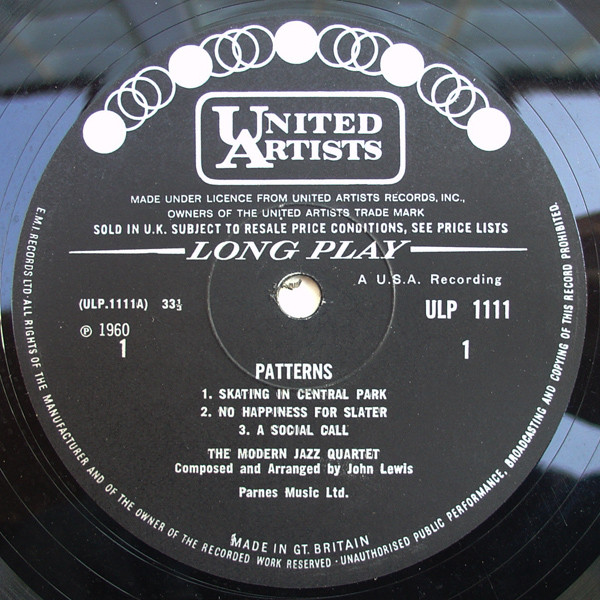 UNITED
ARTISTS
MADE UNDER LICENCE FROM UNITED ARTISTS RECORDS, INC.,
OWNERS OF THE UNITED ARTISTS TRADE MARK
SOLD IN U.K. SUBJECT TO RESALE PRICE CONDITIONS, SEE PRICE LISTS
LONG PLAY
A U.S.A. Recording
(ULP.1111A) 33⅓
ULP 1111
℗ 1960
1
1
PATTERNS
1. SKATING IN CENTRAL PARK
2. NO HAPPINESS FOR SLATER
3. A SOCIAL CALL
THE MODERN JAZZ QUARTET
Composed and Arranged by John Lewis
Parnes Music Ltd.
MADE IN GT. BRITAIN
E.M.I. RECORDS LTD ALL RIGHTS OF THE MANUFACTURER AND OF THE OWNER OF THE RECORDED WORK RESERVED · UNAUTHORISED PUBLIC PERFORMANCE, BROADCASTING AND COPYING OF THIS RECORD PROHIBITED.